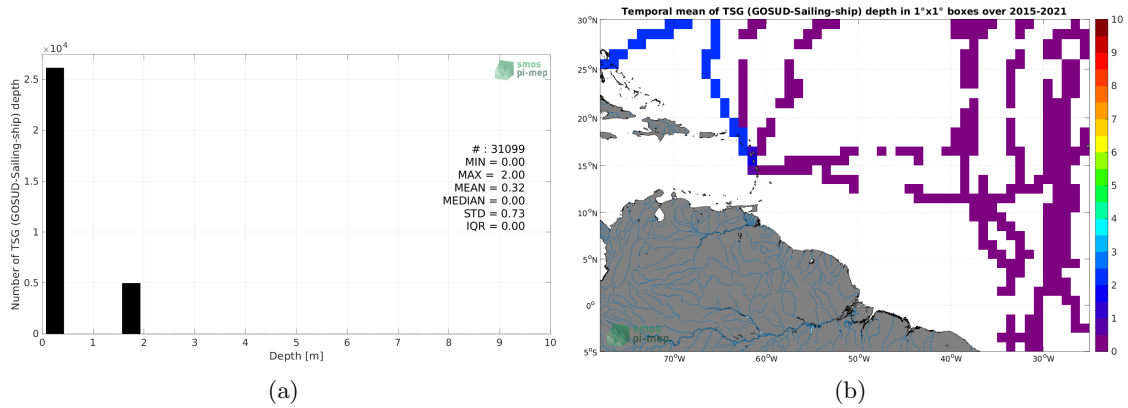 ×10⁴
2.5
2
1.5
1
0.5
0
Number of TSG (GOSUD-Sailing-ship) depth
smos
pi-mep
# : 31099
MIN = 0.00
MAX = 2.00
MEAN = 0.32
MEDIAN = 0.00
STD = 0.73
IQR = 0.00
0 1 2 3 4 5 6 7 8 9 10
Depth [m]
(a)
Temporal mean of TSG (GOSUD-Sailing-ship) depth in 1°x1° boxes over 2015-2021
30°N
25°N
20°N
15°N
10°N
5°N
0°
5°S
smos
pi-mep
70°W 60°W 50°W 40°W 30°W
10
9
8
7
6
5
4
3
2
1
0
(b)